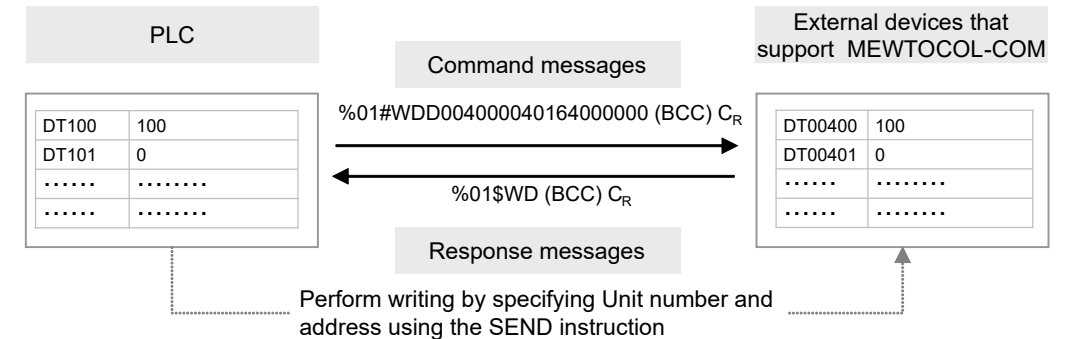 PLC
External devices that
support MEWTOCOL-COM
Command messages
%01#WDD004000040164000000 (BCC) CR
DT100 100
DT101 0
······ ········
······ ········
DT00400 100
DT00401 0
······ ········
······ ········
%01$WD (BCC) CR
Response messages
Perform writing by specifying Unit number and
address using the SEND instruction